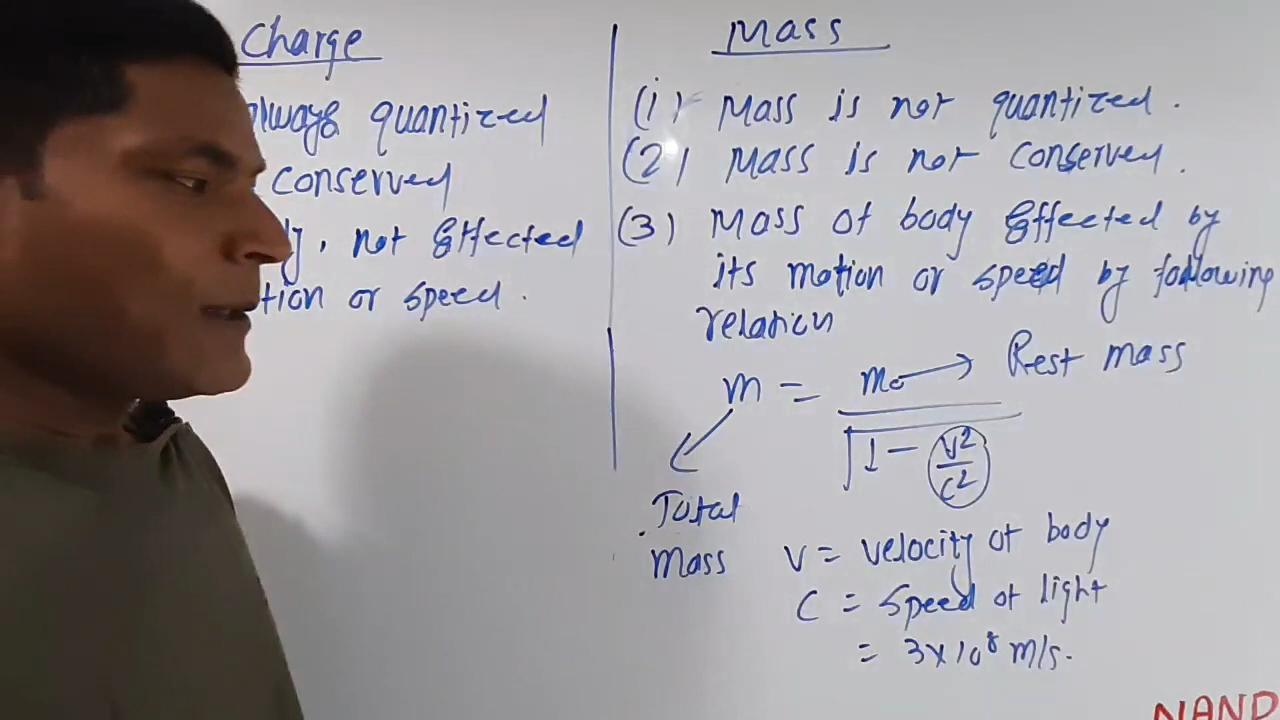 Charge
always quantized
conserved
, not Effected
tion or speed.
Mass
(1) Mass is not quantized.
(2) Mass is not conserved.
(3) Mass of body Effected by
its motion or speed by following
relation
m = m₀ → Rest mass
√1 - v²/c²
Total
Mass
V = velocity of body
C = speed of light
= 3×10⁸ m/s.
NAND